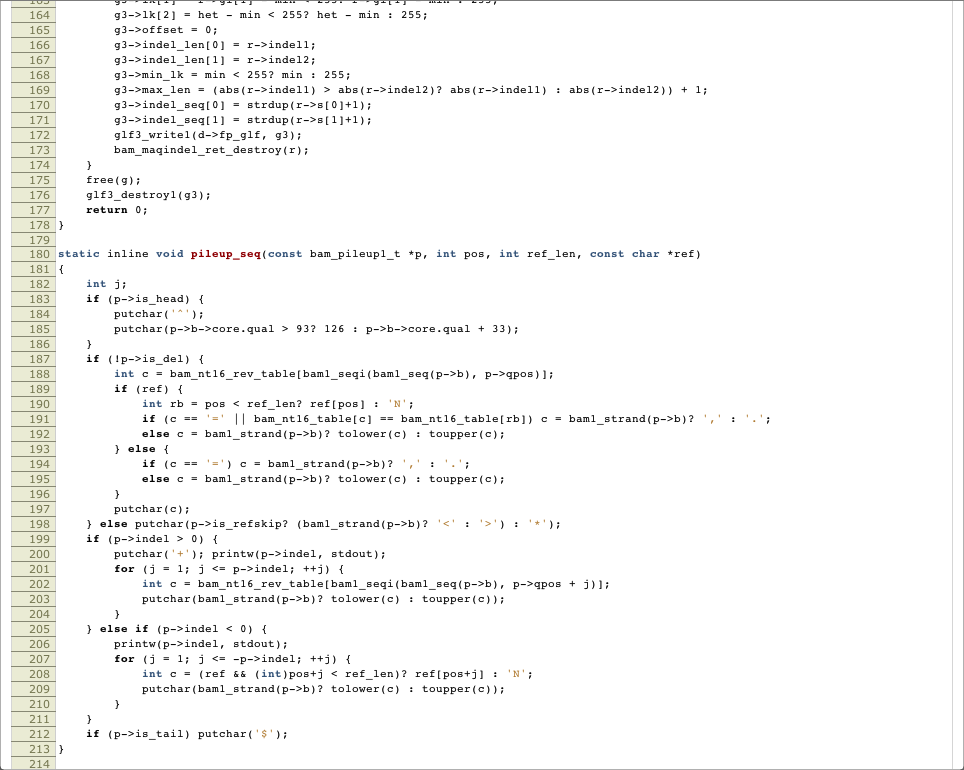 163 g3->lk[1] = r->gl[1] - min < 255? r->gl[1] - min : 255;
164         g3->lk[2] = het - min < 255? het - min : 255;
165         g3->offset = 0;
166         g3->indel_len[0] = r->indel1;
167         g3->indel_len[1] = r->indel2;
168         g3->min_lk = min < 255? min : 255;
169         g3->max_len = (abs(r->indel1) > abs(r->indel2)? abs(r->indel1) : abs(r->indel2)) + 1;
170         g3->indel_seq[0] = strdup(r->s[0]+1);
171         g3->indel_seq[1] = strdup(r->s[1]+1);
172         glf3_write1(d->fp_glf, g3);
173         bam_maqindel_ret_destroy(r);
174     }
175     free(g);
176     glf3_destroy1(g3);
177     return 0;
178 }
179
180 static inline void pileup_seq(const bam_pileup1_t *p, int pos, int ref_len, const char *ref)
181 {
182     int j;
183     if (p->is_head) {
184         putchar('^');
185         putchar(p->b->core.qual > 93? 126 : p->b->core.qual + 33);
186     }
187     if (!p->is_del) {
188         int c = bam_nt16_rev_table[bam1_seqi(bam1_seq(p->b), p->qpos)];
189         if (ref) {
190             int rb = pos < ref_len? ref[pos] : 'N';
191             if (c == '=' || bam_nt16_table[c] == bam_nt16_table[rb]) c = bam1_strand(p->b)? ',' : '.';
192             else c = bam1_strand(p->b)? tolower(c) : toupper(c);
193         } else {
194             if (c == '=') c = bam1_strand(p->b)? ',' : '.';
195             else c = bam1_strand(p->b)? tolower(c) : toupper(c);
196         }
197         putchar(c);
198     } else putchar(p->is_refskip? (bam1_strand(p->b)? '<' : '>') : '*');
199     if (p->indel > 0) {
200         putchar('+'); printw(p->indel, stdout);
201         for (j = 1; j <= p->indel; ++j) {
202             int c = bam_nt16_rev_table[bam1_seqi(bam1_seq(p->b), p->qpos + j)];
203             putchar(bam1_strand(p->b)? tolower(c) : toupper(c));
204         }
205     } else if (p->indel < 0) {
206         printw(p->indel, stdout);
207         for (j = 1; j <= -p->indel; ++j) {
208             int c = (ref && (int)pos+j < ref_len)? ref[pos+j] : 'N';
209             putchar(bam1_strand(p->b)? tolower(c) : toupper(c));
210         }
211     }
212     if (p->is_tail) putchar('$');
213 }
214